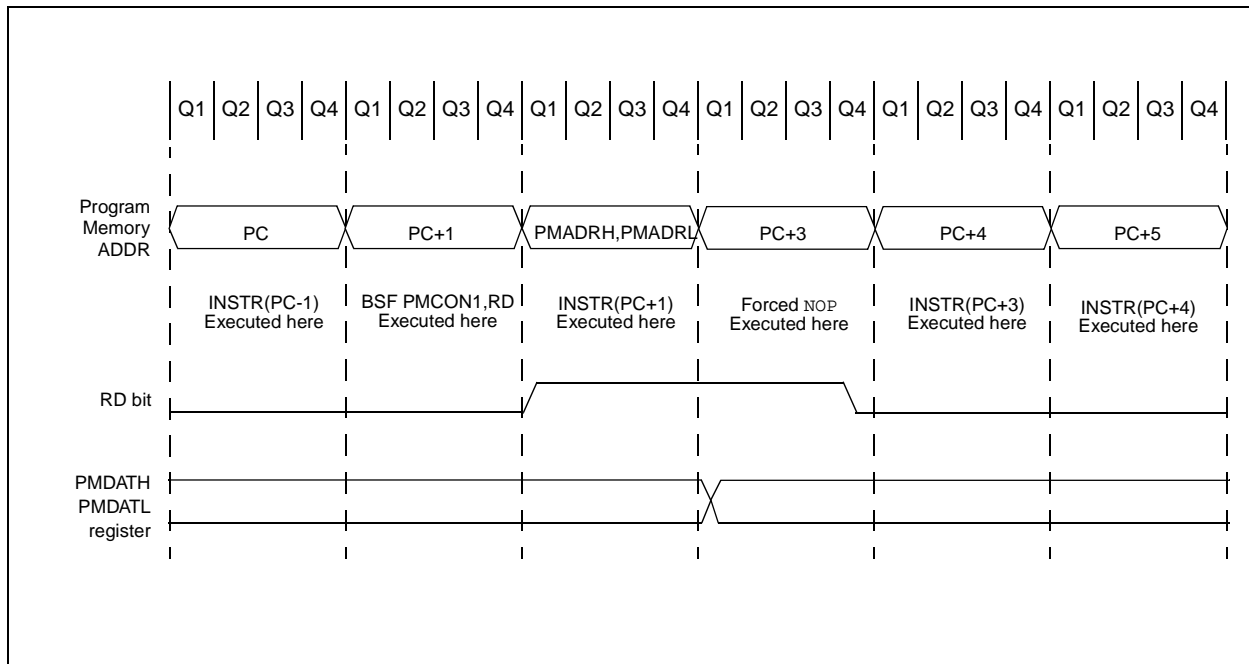 Q1 Q2 Q3 Q4 Q1 Q2 Q3 Q4 Q1 Q2 Q3 Q4 Q1 Q2 Q3 Q4 Q1 Q2 Q3 Q4 Q1 Q2 Q3 Q4
Program
Memory
ADDR
PC
PC+1
PMADRH,PMADRL
PC+3
PC+4
PC+5
INSTR(PC-1)
Executed here
BSF PMCON1,RD
Executed here
INSTR(PC+1)
Executed here
Forced NOP
Executed here
INSTR(PC+3)
Executed here
INSTR(PC+4)
Executed here
RD bit
PMDATH
PMDATL
register